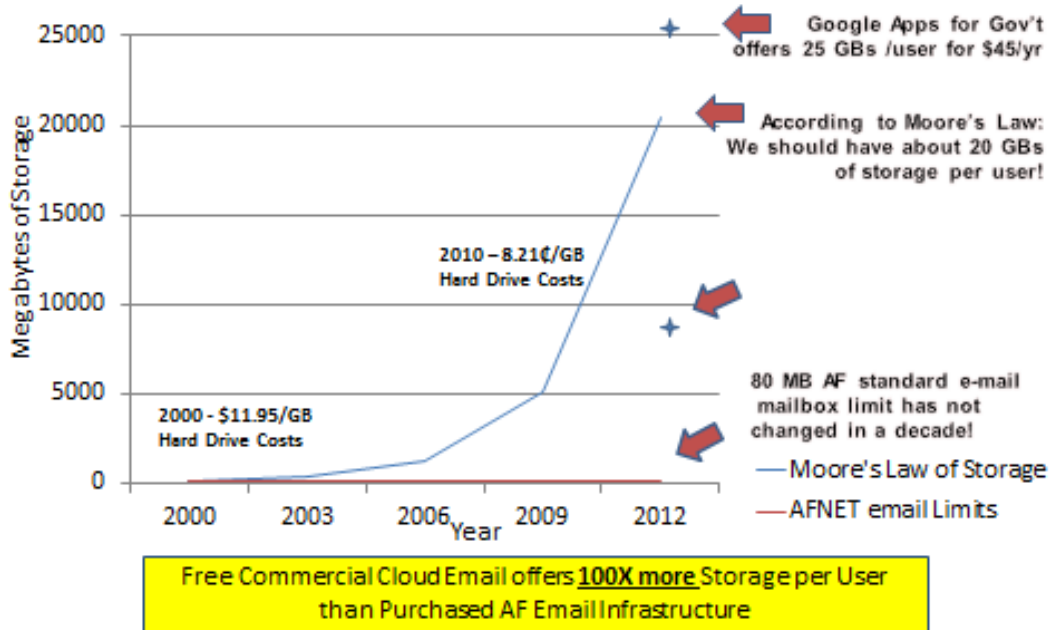 Google Apps for Gov't
offers 25 GBs /user for $45/yr
According to Moore's Law:
We should have about 20 GBs
of storage per user!
Megabytes of Storage
25000
20000
15000
10000
5000
0
2010 – 8.21₵/GB
Hard Drive Costs
2000 - $11.95/GB
Hard Drive Costs
80 MB AF standard e-mail
mailbox limit has not
changed in a decade!
Moore's Law of Storage
AFNET email Limits
2000 2003 2006 2009 2012
Year
Free Commercial Cloud Email offers 100X more Storage per User
than Purchased AF Email Infrastructure